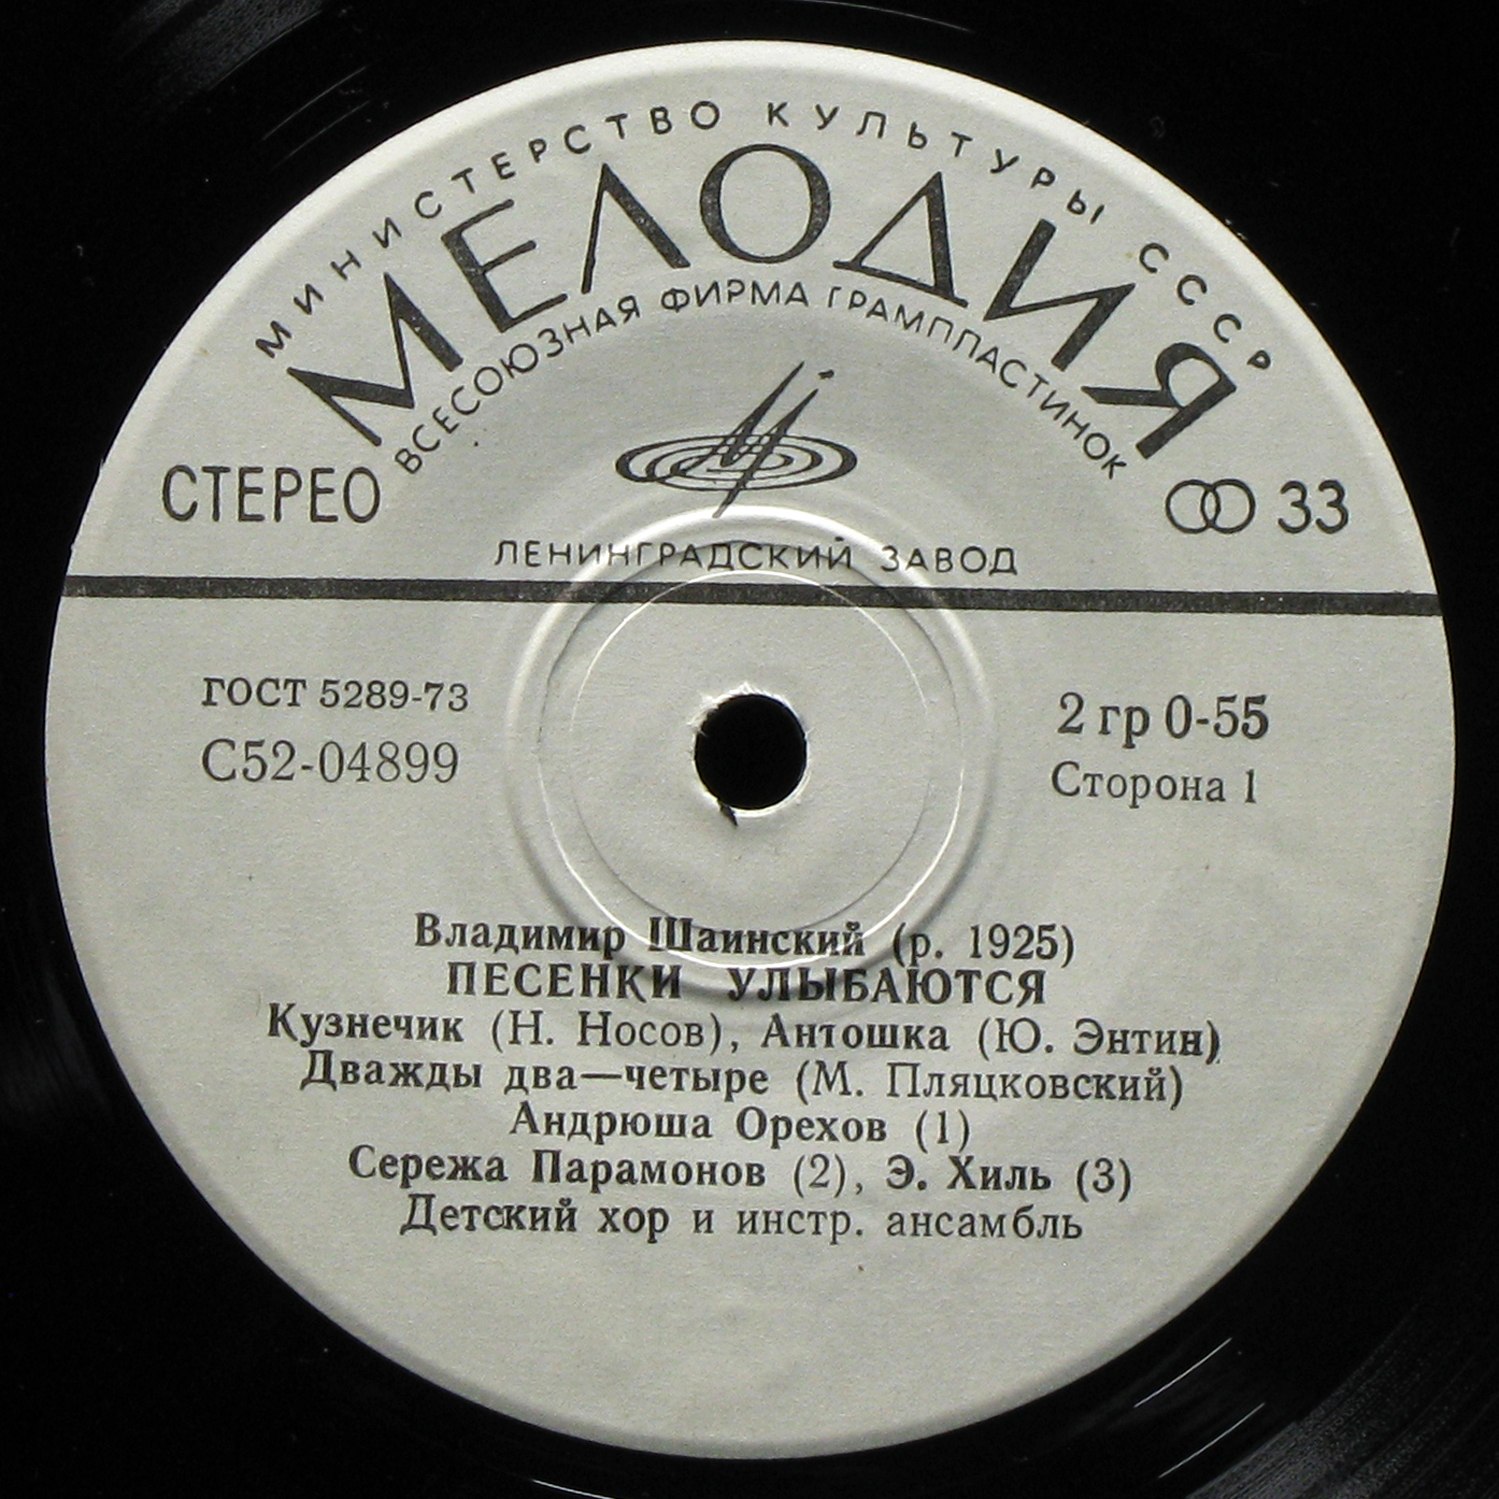 МИНИСТЕРСТВО КУЛЬТУРЫ СССР
МЕЛОДИЯ
ВСЕСОЮЗНАЯ ФИРМА ГРАМПЛАСТИНОК
СТЕРЕО
33
ЛЕНИНГРАДСКИЙ ЗАВОД
ГОСТ 5289-73
С52-04899
2 гр 0-55
Сторона 1
Владимир Шаинский (р. 1925)
ПЕСЕНКИ УЛЫБАЮТСЯ
Кузнечик (Н. Носов), Антошка (Ю. Энтин)
Дважды два—четыре (М. Пляцковский)
Андрюша Орехов (1)
Сережа Парамонов (2), Э. Хиль (3)
Детский хор и инстр. ансамбль